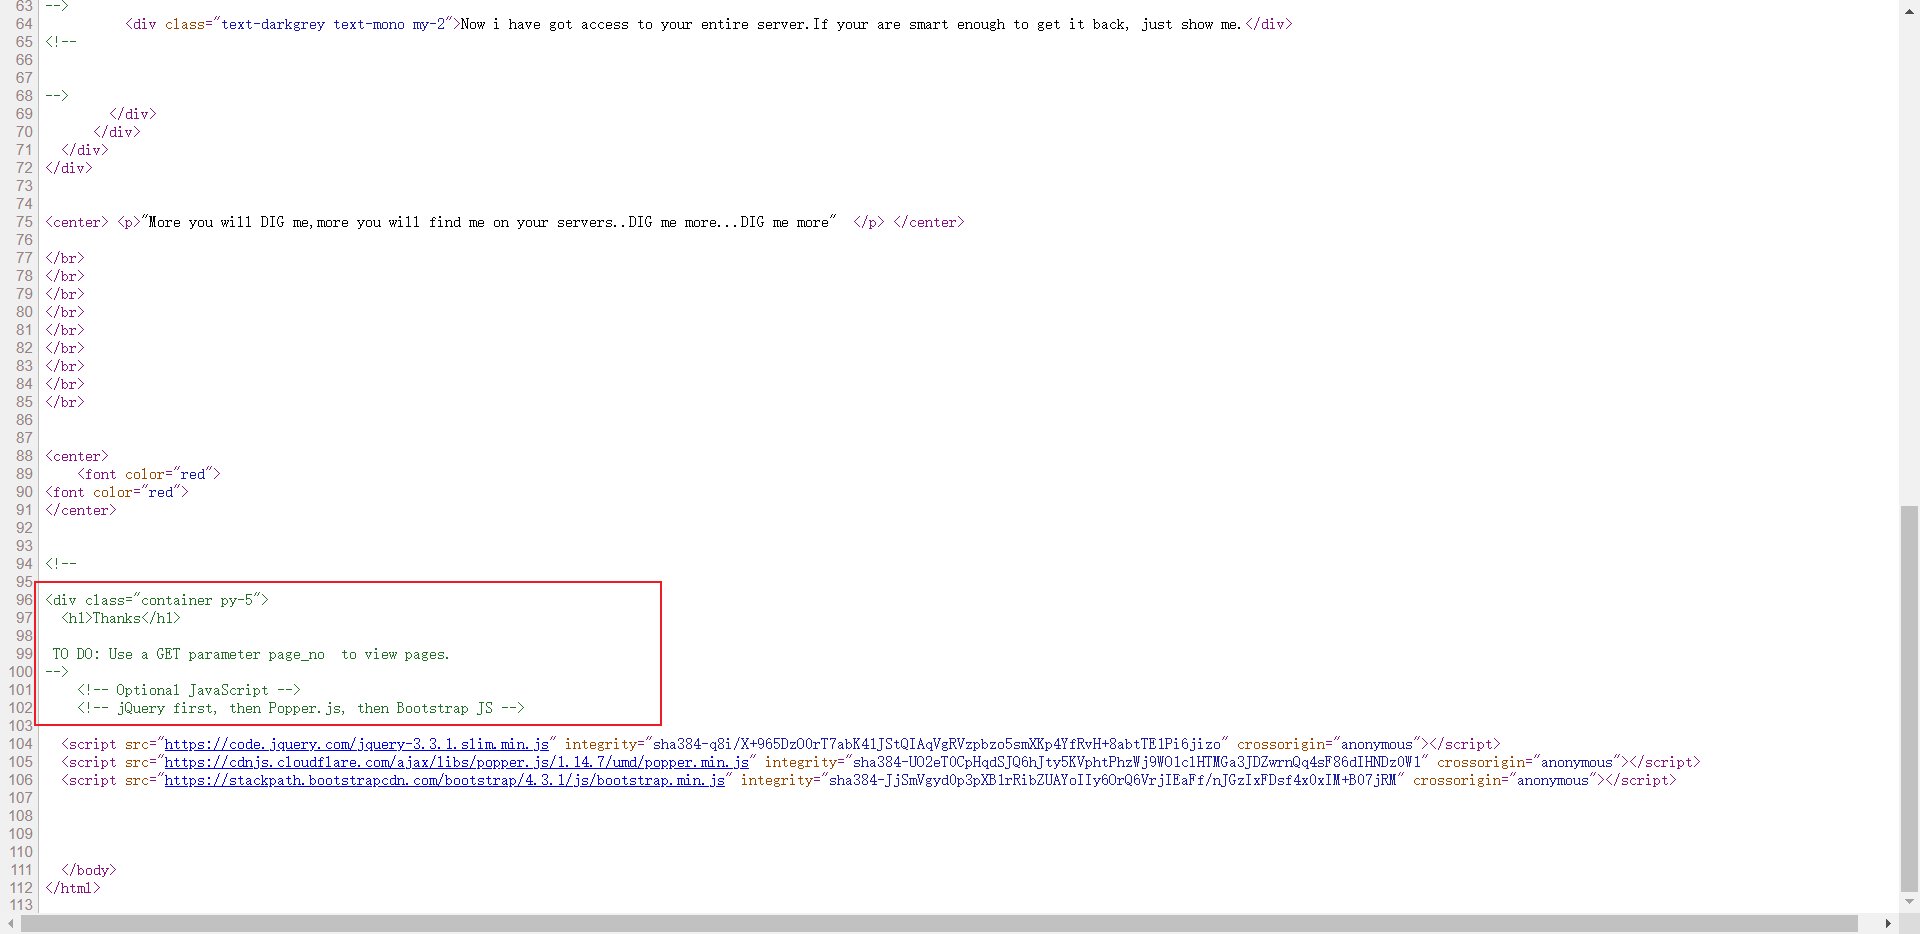 63 -->
64 <div class="text-darkgrey text-mono my-2">Now i have got access to your entire server.If your are smart enough to get it back, just show me.</div>
65 <!--
66
67
68 -->
69 </div>
70 </div>
71 </div>
72 </div>
73
74
75 <center> <p>"More you will DIG me,more you will find me on your servers..DIG me more...DIG me more"  </p> </center>
76
77 </br>
78 </br>
79 </br>
80 </br>
81 </br>
82 </br>
83 </br>
84 </br>
85 </br>
86
87
88 <center>
89 <font color="red">
90 <font color="red">
91 </center>
92
93
94 <!--
95
96 <div class="container py-5">
97 <h1>Thanks</h1>
98
99 TO DO: Use a GET parameter page_no  to view pages.
100 -->
101 <!-- Optional JavaScript -->
102 <!-- jQuery first, then Popper.js, then Bootstrap JS -->
103
104 <script src="https://code.jquery.com/jquery-3.3.1.slim.min.js" integrity="sha384-q8i/X+965DzO0rT7abK41JStQIAqVgRVzpbzo5smXKp4YfRvH+8abtTE1Pi6jizo" crossorigin="anonymous"></script>
105 <script src="https://cdnjs.cloudflare.com/ajax/libs/popper.js/1.14.7/umd/popper.min.js" integrity="sha384-UO2eT0CpHqdSJQ6hJty5KVphtPhzWj9WO1clHTMGa3JDZwrnQq4sF86dIHNDz0W1" crossorigin="anonymous"></script>
106 <script src="https://stackpath.bootstrapcdn.com/bootstrap/4.3.1/js/bootstrap.min.js" integrity="sha384-JjSmVgyd0p3pXB1rRibZUAYoIIy6OrQ6VrjIEaFf/nJGzIxFDsf4x0xIM+B07jRM" crossorigin="anonymous"></script>
107
108
109
110
111 </body>
112 </html>
113